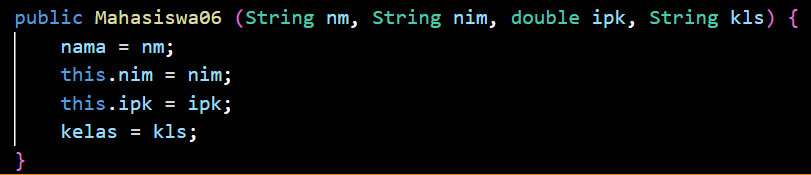 public Mahasiswa06 (String nm, String nim, double ipk, String kls) {
    nama = nm;
    this.nim = nim;
    this.ipk = ipk;
    kelas = kls;
}